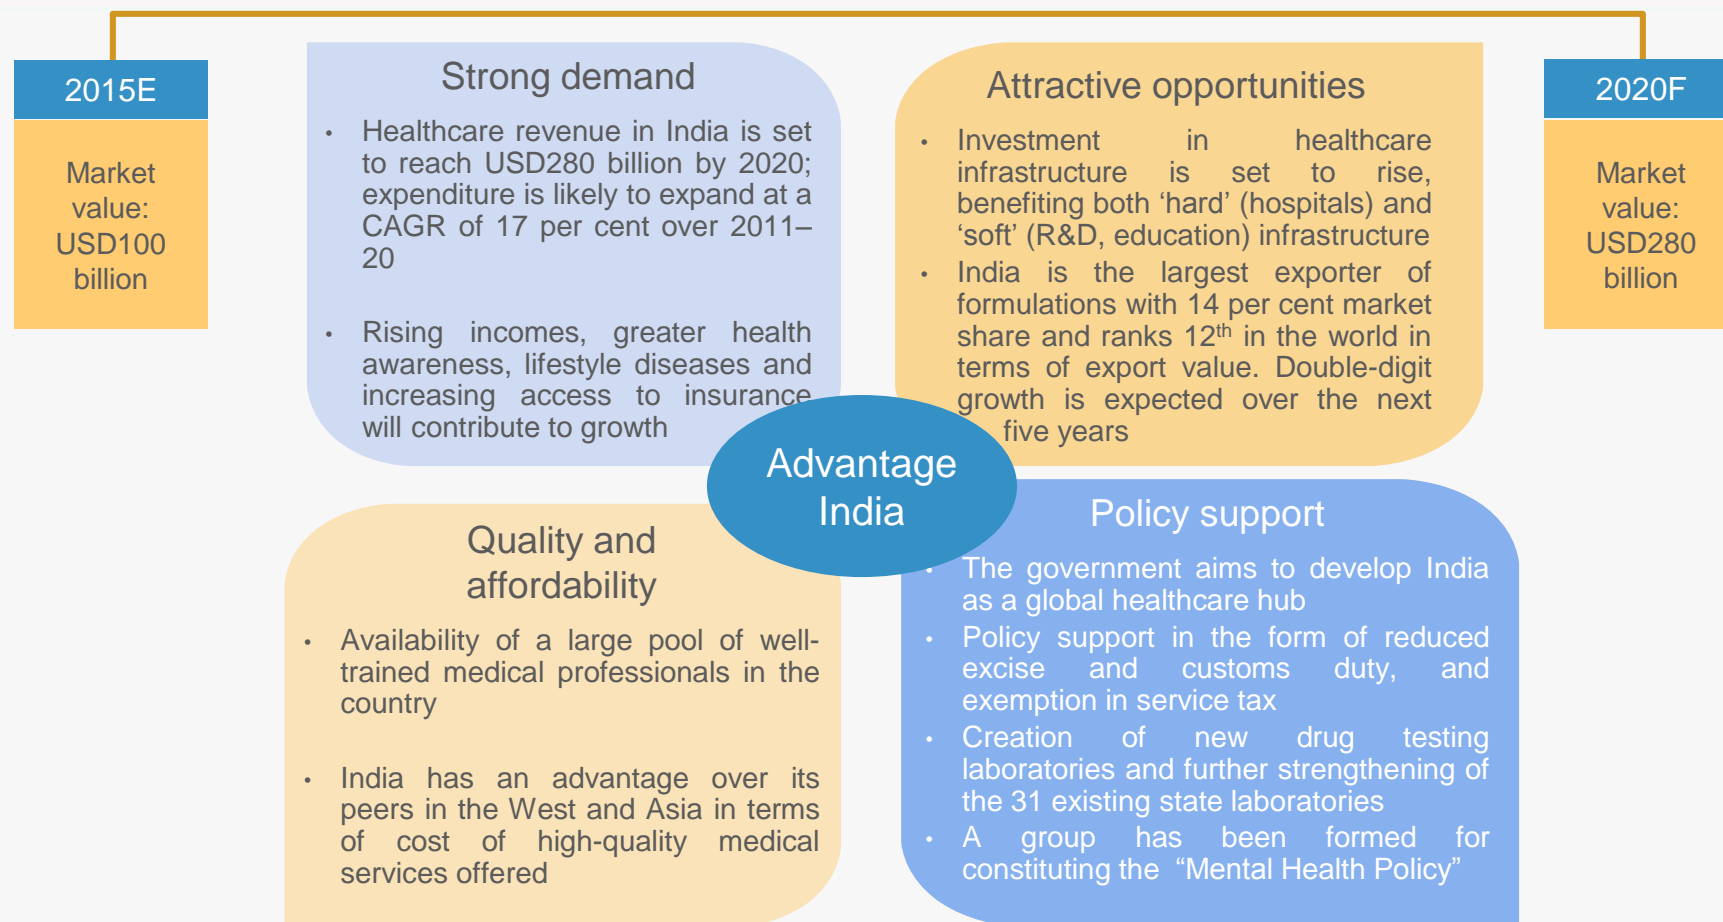 2015E
Market
value:
USD100
billion
Strong demand
• Healthcare revenue in India is set
to reach USD280 billion by 2020;
expenditure is likely to expand at a
CAGR of 17 per cent over 2011–
20
• Rising incomes, greater health
awareness, lifestyle diseases and
increasing access to insurance
will contribute to growth
Attractive opportunities
• Investment in healthcare
infrastructure is set to rise,
benefiting both ‘hard’ (hospitals) and
‘soft’ (R&D, education) infrastructure
• India is the largest exporter of
formulations with 14 per cent market
share and ranks 12th in the world in
terms of export value. Double-digit
growth is expected over the next
five years
2020F
Market
value:
USD280
billion
Advantage
India
Quality and
affordability
• Availability of a large pool of well-
trained medical professionals in the
country
• India has an advantage over its
peers in the West and Asia in terms
of cost of high-quality medical
services offered
Policy support
• The government aims to develop India
as a global healthcare hub
• Policy support in the form of reduced
excise and customs duty, and
exemption in service tax
• Creation of new drug testing
laboratories and further strengthening of
the 31 existing state laboratories
• A group has been formed for
constituting the “Mental Health Policy”